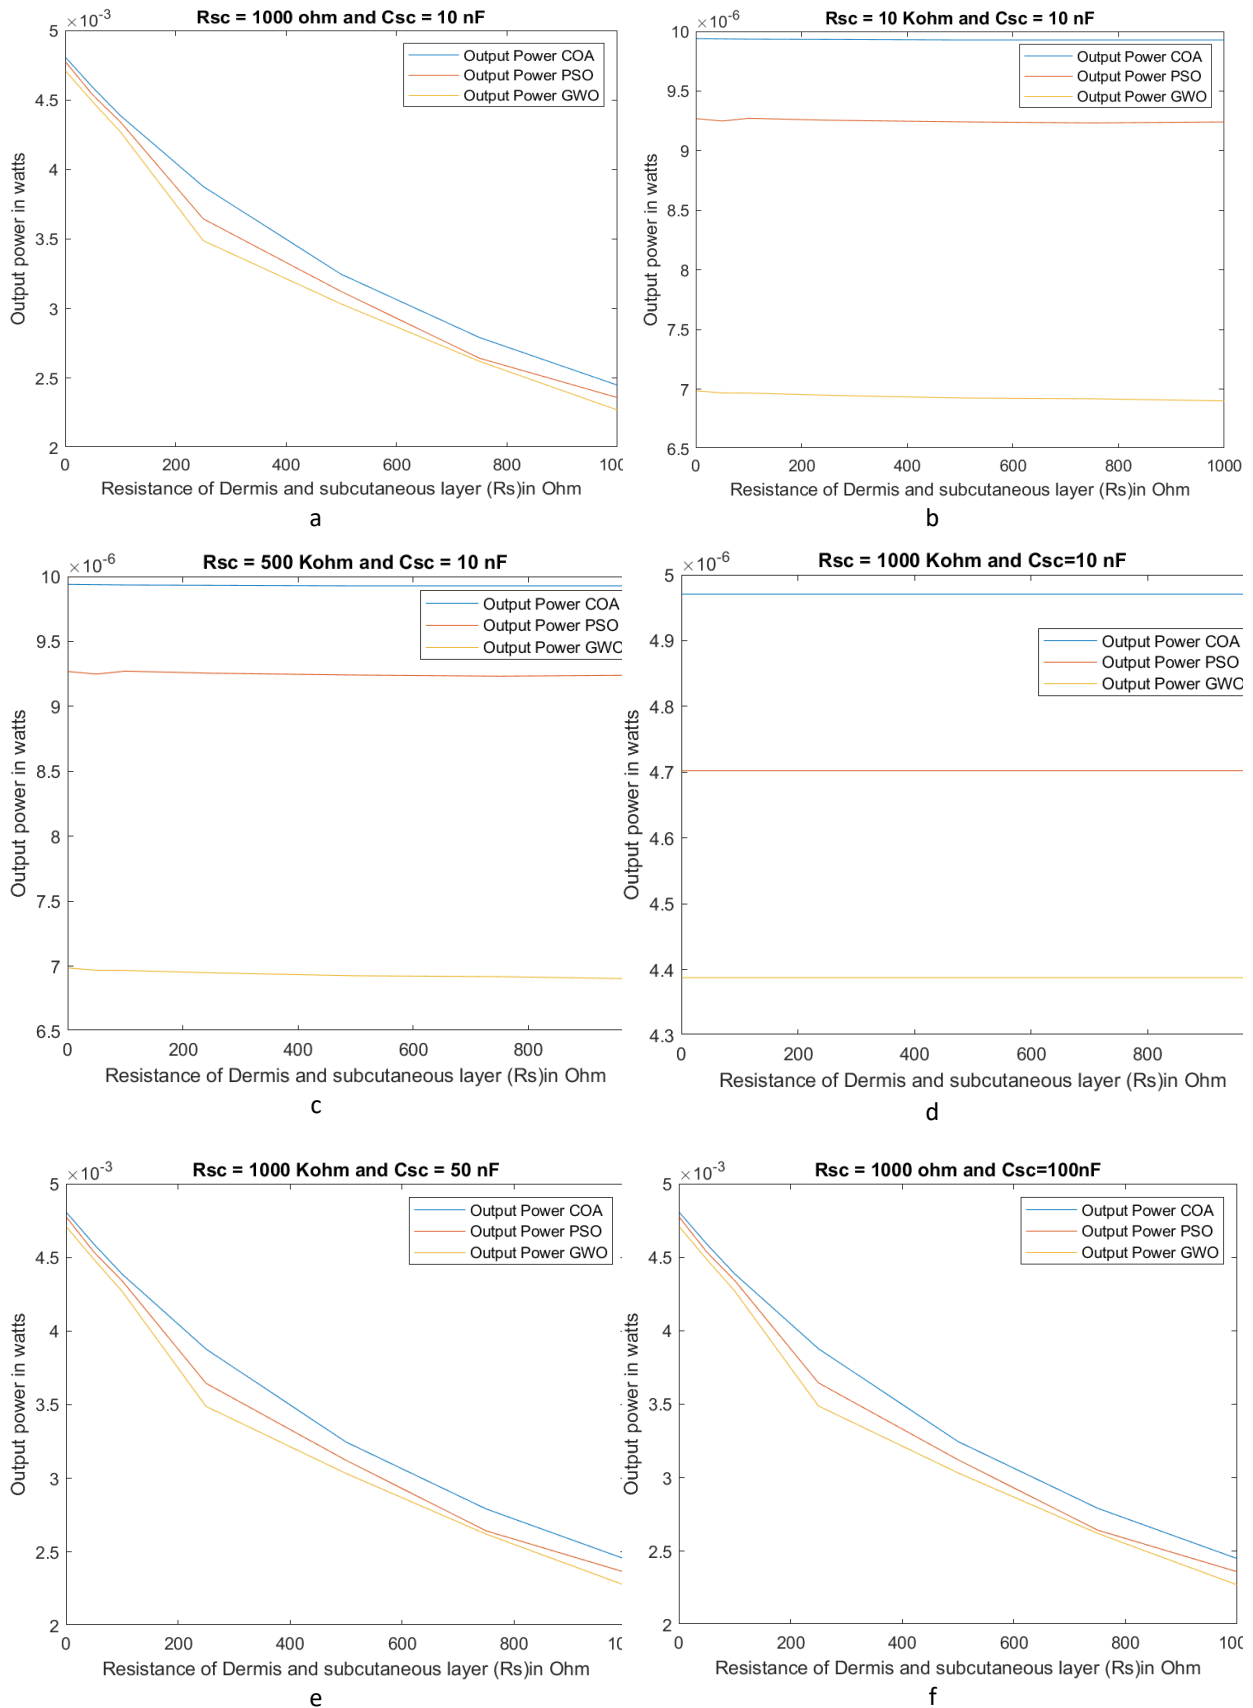 Rsc = 1000 ohm and Csc = 10 nF
×10⁻³
5
4.5
4
3.5
3
2.5
2
Output power in watts
Output Power COA
Output Power PSO
Output Power GWO
0 200 400 600 800 100
Resistance of Dermis and subcutaneous layer (Rs)in Ohm
a
Rsc = 10 Kohm and Csc = 10 nF
×10⁻⁶
10
9.5
9
8.5
8
7.5
7
6.5
Output power in watts
Output Power COA
Output Power PSO
Output Power GWO
0 200 400 600 800 1000
Resistance of Dermis and subcutaneous layer (Rs)in Ohm
b
Rsc = 500 Kohm and Csc = 10 nF
×10⁻⁶
10
9.5
9
8.5
8
7.5
7
6.5
Output power in watts
Output Power COA
Output Power PSO
Output Power GWO
0 200 400 600 800
Resistance of Dermis and subcutaneous layer (Rs)in Ohm
c
Rsc = 1000 Kohm and Csc=10 nF
×10⁻⁶
5
4.9
4.8
4.7
4.6
4.5
4.4
4.3
Output power in watts
Output Power COA
Output Power PSO
Output Power GWO
0 200 400 600 800
Resistance of Dermis and subcutaneous layer (Rs)in Ohm
d
Rsc = 1000 Kohm and Csc = 50 nF
×10⁻³
5
4.5
4
3.5
3
2.5
2
Output power in watts
Output Power COA
Output Power PSO
Output Power GWO
0 200 400 600 800 10
Resistance of Dermis and subcutaneous layer (Rs)in Ohm
e
Rsc = 1000 ohm and Csc=100nF
×10⁻³
5
4.5
4
3.5
3
2.5
2
Output power in watts
Output Power COA
Output Power PSO
Output Power GWO
0 200 400 600 800 100
Resistance of Dermis and subcutaneous layer (Rs)in Ohm
f